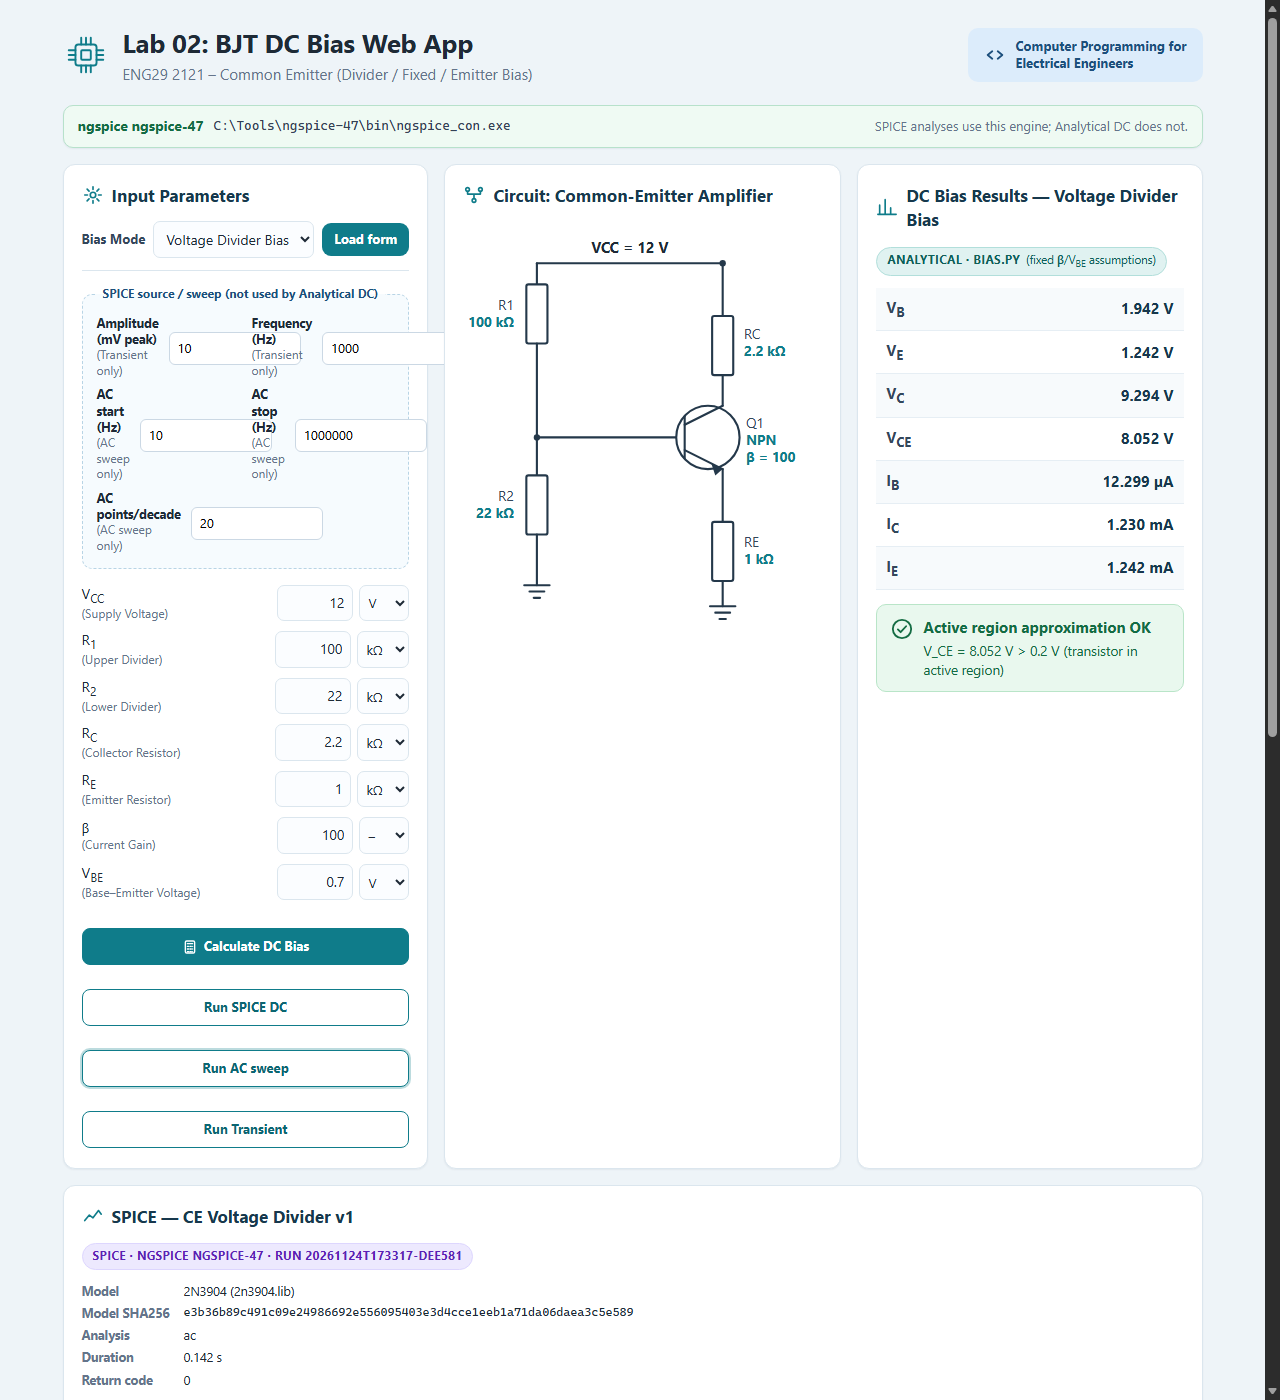 Lab 02: BJT DC Bias Web App
ENG29 2121 – Common Emitter (Divider / Fixed / Emitter Bias)
Computer Programming for
Electrical Engineers
ngspice ngspice-47 C:\Tools\ngspice-47\bin\ngspice_con.exe
SPICE analyses use this engine; Analytical DC does not.
Input Parameters
Bias Mode Voltage Divider Bias Load form
SPICE source / sweep (not used by Analytical DC)
Amplitude
(mV peak)
(Transient
only)
10
Frequency
(Hz)
(Transient
only)
1000
AC
start
(Hz)
(AC
sweep
only)
10
AC
stop
(Hz)
(AC
sweep
only)
1000000
AC
points/decade
(AC sweep
only)
20
VCC
(Supply Voltage)
12 V
R1
(Upper Divider)
100 kΩ
R2
(Lower Divider)
22 kΩ
RC
(Collector Resistor)
2.2 kΩ
RE
(Emitter Resistor)
1 kΩ
β
(Current Gain)
100 –
VBE
(Base–Emitter Voltage)
0.7 V
Calculate DC Bias
Run SPICE DC
Run AC sweep
Run Transient
Circuit: Common-Emitter Amplifier
VCC = 12 V
R1
100 kΩ
RC
2.2 kΩ
Q1
NPN
β = 100
R2
22 kΩ
RE
1 kΩ
DC Bias Results — Voltage Divider
Bias
ANALYTICAL · BIAS.PY (fixed β/VBE assumptions)
VB 1.942 V
VE 1.242 V
VC 9.294 V
VCE 8.052 V
IB 12.299 µA
IC 1.230 mA
IE 1.242 mA
Active region approximation OK
V_CE = 8.052 V > 0.2 V (transistor in
active region)
SPICE — CE Voltage Divider v1
SPICE · NGSPICE NGSPICE-47 · RUN 20261124T173317-DEE581
Model 2N3904 (2n3904.lib)
Model SHA256 e3b36b89c491c09e24986692e556095403e3d4cce1eeb1a71da06daea3c5e589
Analysis ac
Duration 0.142 s
Return code 0